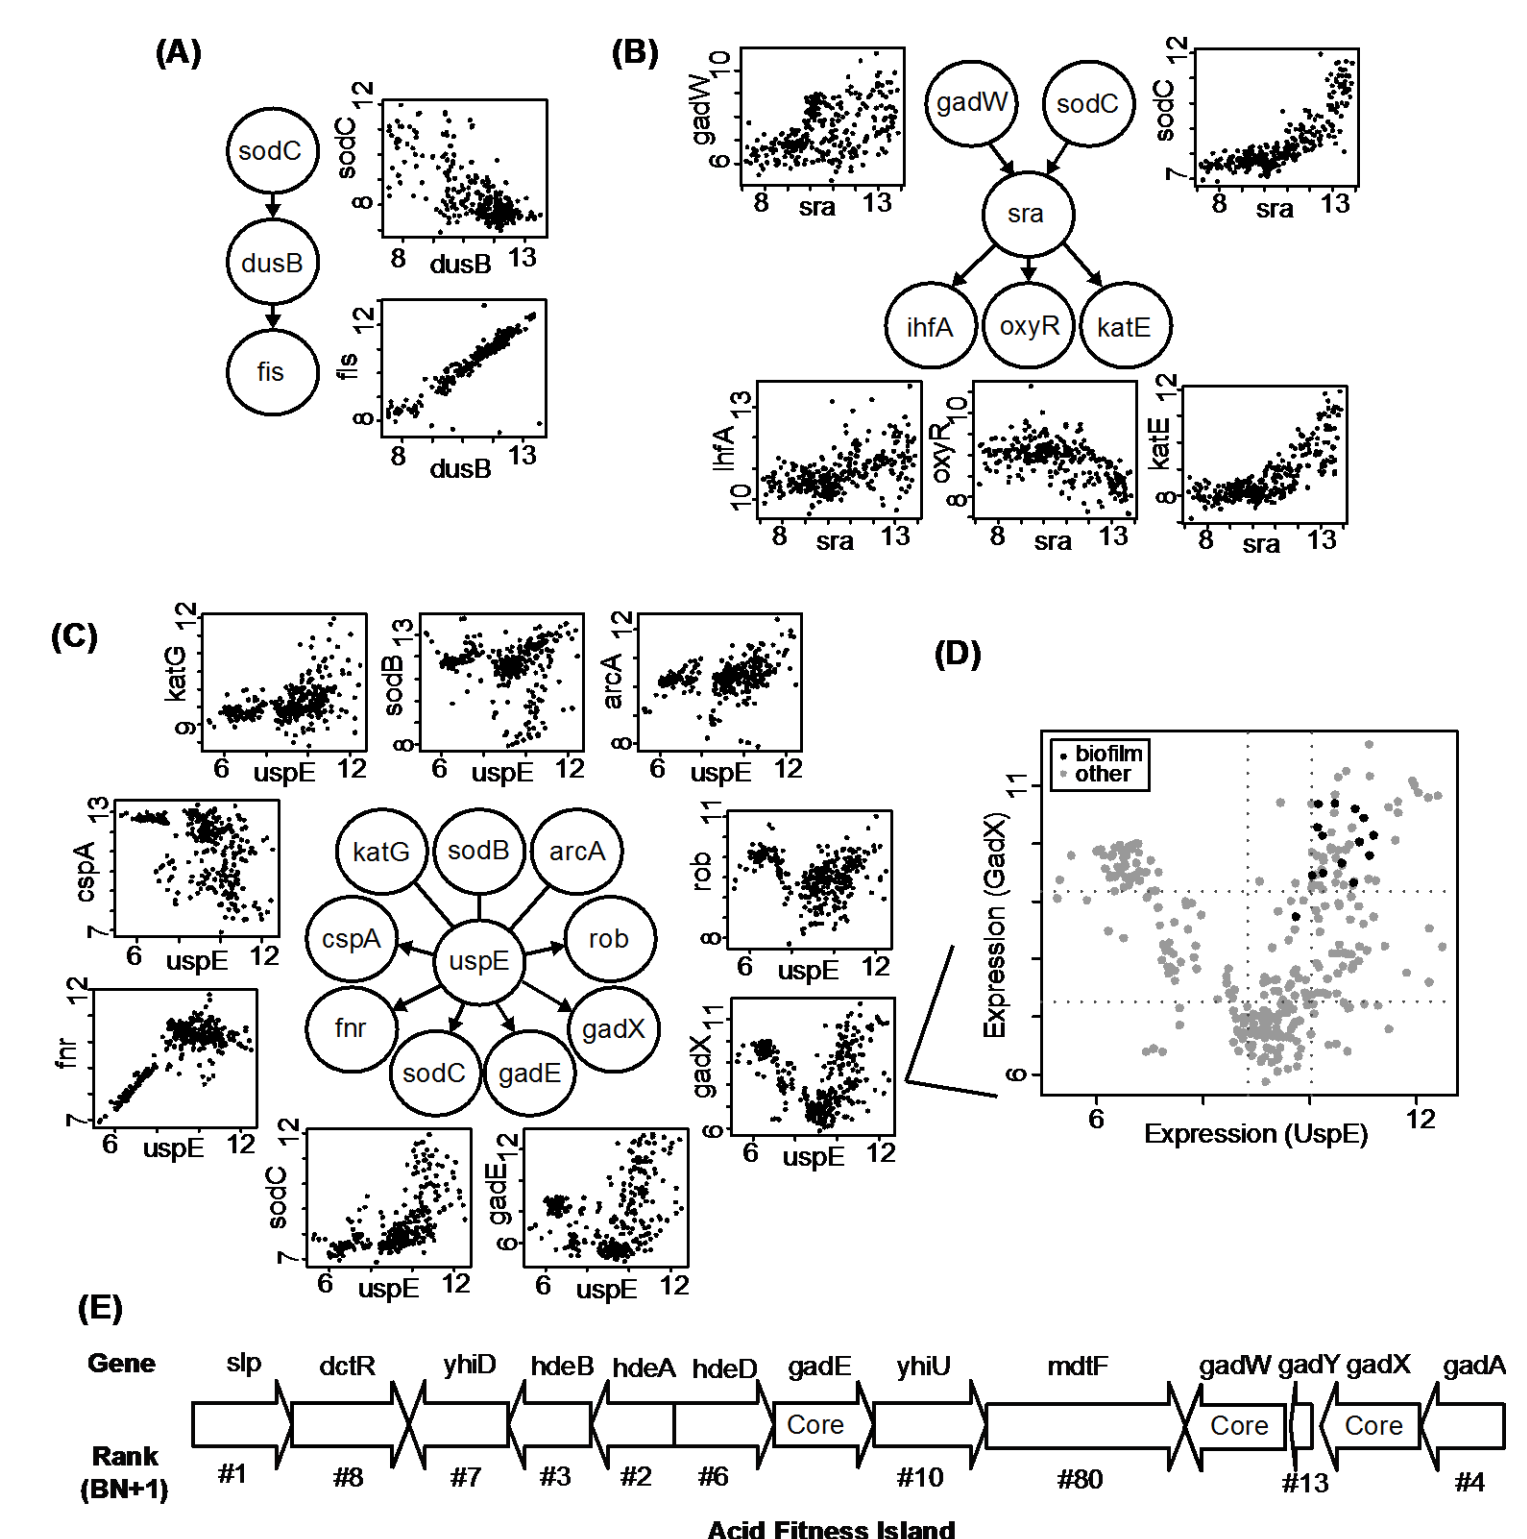 (A)
sodC
dusB
fis
sodC
8
12
8
dusB
13
fis
8
12
8
dusB
13
(B)
gadW
6
10
8
sra
13
gadW
sodC
sra
ihfA
oxyR
katE
sodC
7
12
8
sra
13
ihfA
10
13
8
sra
13
oxyR
8
10
8
sra
13
katE
8
12
8
sra
13
(C)
katG
9
12
6
uspE
12
sodB
8
13
6
uspE
12
arcA
8
12
6
uspE
12
cspA
7
13
6
uspE
12
katG
sodB
arcA
cspA
uspE
rob
fnr
gadX
sodC
gadE
rob
8
11
6
uspE
12
fnr
7
12
6
uspE
12
gadX
6
11
6
uspE
12
sodC
7
12
6
uspE
12
gadE
6
12
6
uspE
12
(D)
biofilm
other
Expression (GadX)
6
11
6
12
Expression (UspE)
(E)
Gene
slp dctR yhiD hdeB hdeA hdeD gadE yhiU mdtF gadW gadY gadX gadA
Core Core Core
Rank
(BN+1)
#1 #8 #7 #3 #2 #6 #10 #80 #13 #4
Acid Fitness Island